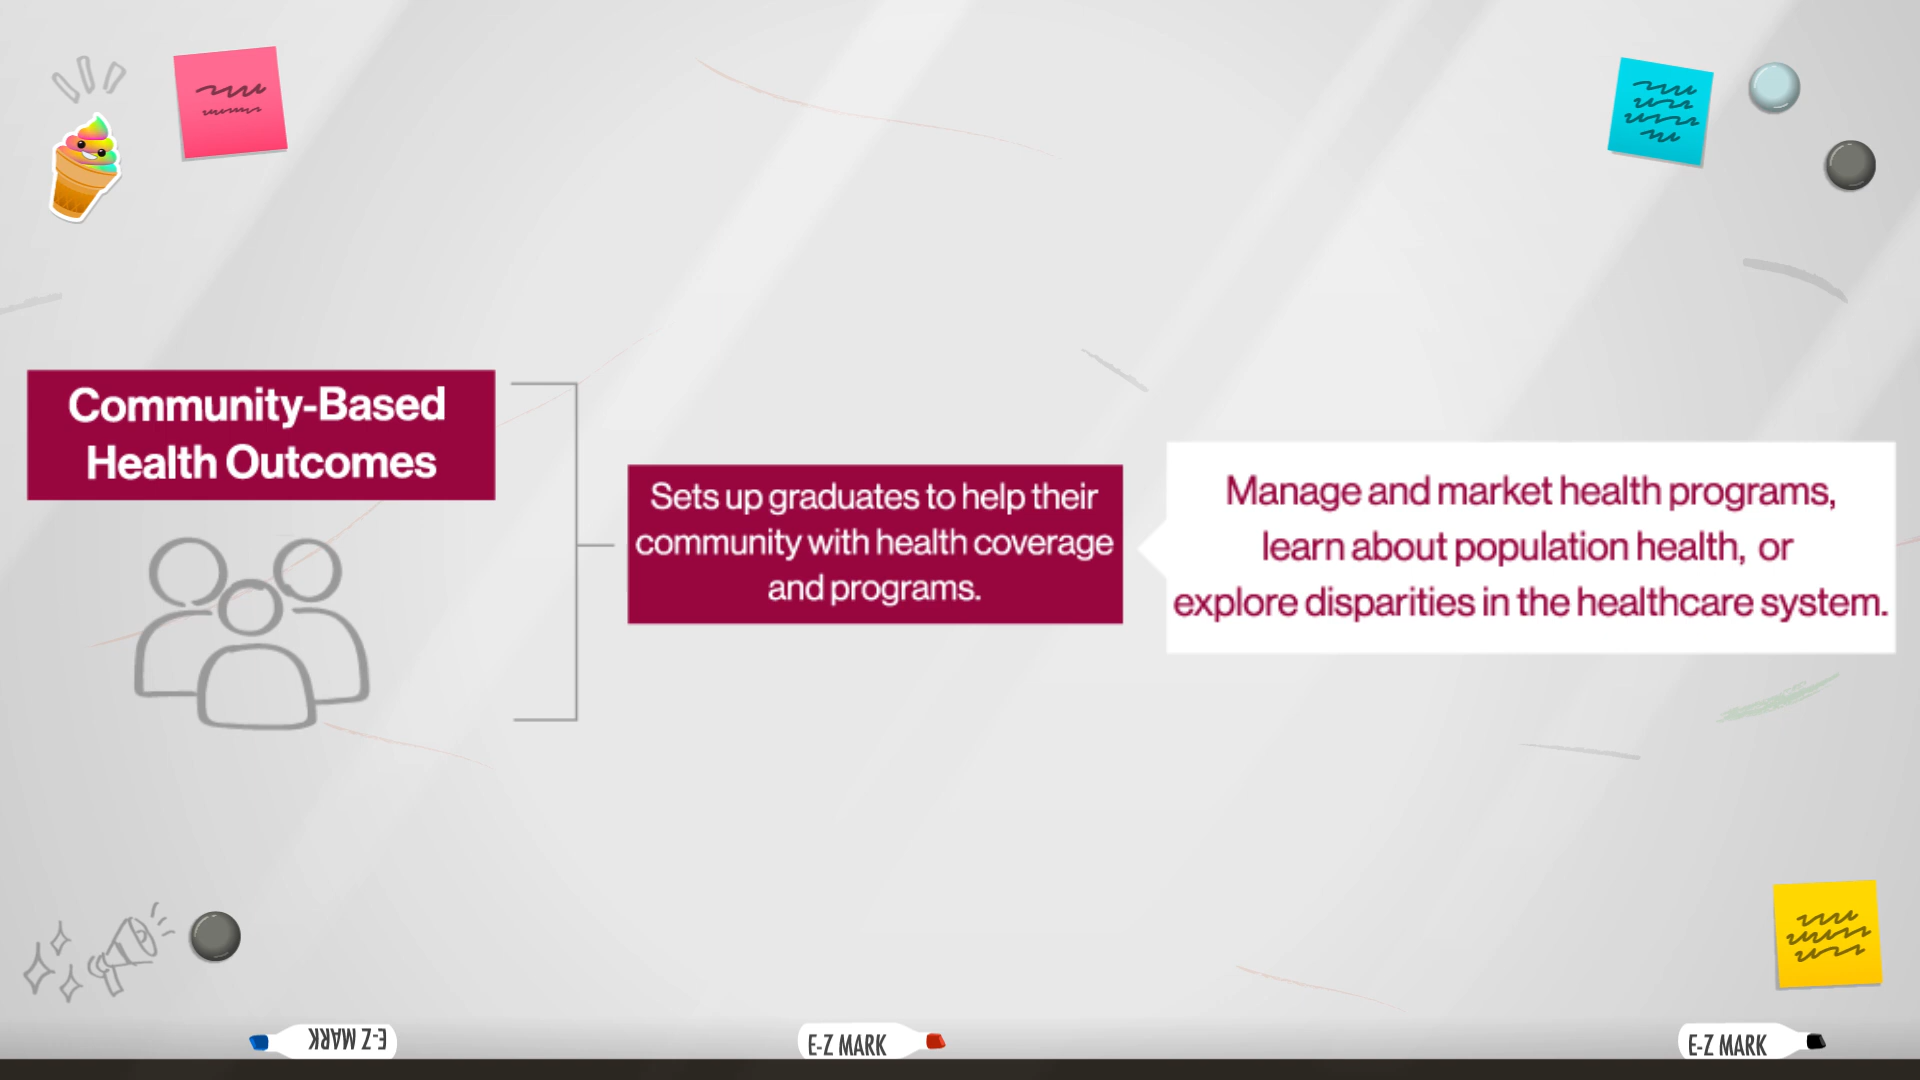 Community-Based
Health Outcomes
Sets up graduates to help their
community with health coverage
and programs.
Manage and market health programs,
learn about population health, or
explore disparities in the healthcare system.
E-Z MARK
E-Z MARK
E-Z MARK